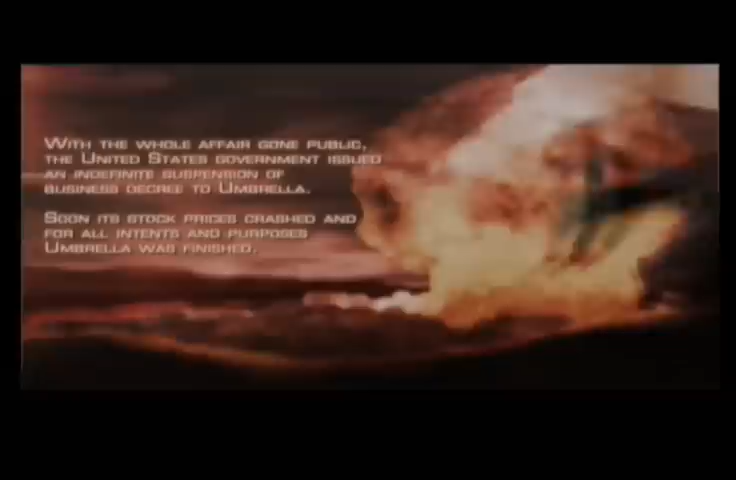 With the whole affair gone public,
the United States government issued
an indefinite suspension of
business decree to Umbrella.
Soon its stock prices crashed and
for all intents and purposes
Umbrella was finished.